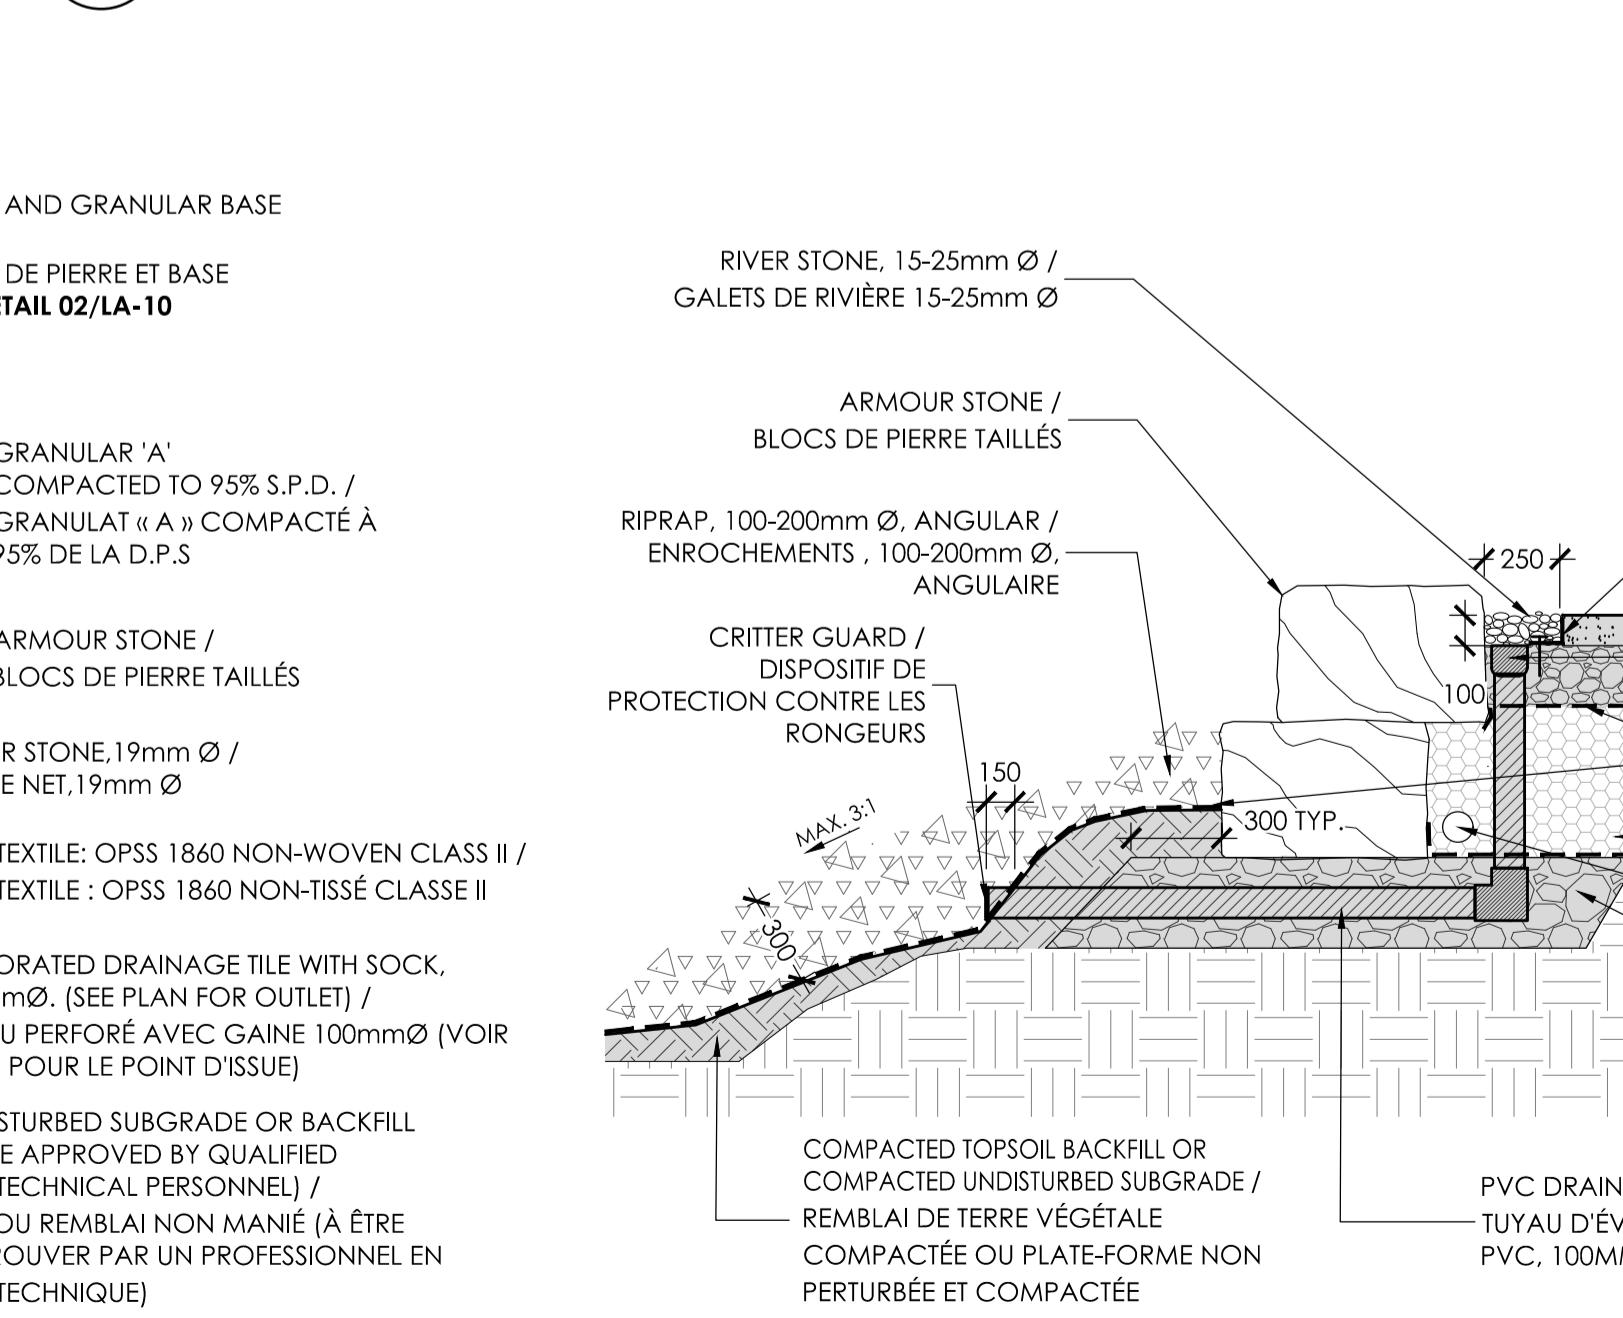 AND GRANULAR BASE
DE PIERRE ET BASE
ETAIL 02/LA-10
GRANULAR 'A'
COMPACTED TO 95% S.P.D. /
GRANULAT « A » COMPACTÉ À
95% DE LA D.P.S
ARMOUR STONE /
BLOCS DE PIERRE TAILLÉS
R STONE,19mm Ø /
E NET,19mm Ø
TEXTILE: OPSS 1860 NON-WOVEN CLASS II /
TEXTILE : OPSS 1860 NON-TISSÉ CLASSE II
ORATED DRAINAGE TILE WITH SOCK,
mØ. (SEE PLAN FOR OUTLET) /
U PERFORÉ AVEC GAINE 100mmØ (VOIR
POUR LE POINT D'ISSUE)
STURBED SUBGRADE OR BACKFILL
E APPROVED BY QUALIFIED
TECHNICAL PERSONNEL) /
OU REMBLAI NON MANIÉ (À ÊTRE
ROUVER PAR UN PROFESSIONNEL EN
TECHNIQUE)
RIVER STONE, 15-25mm Ø /
GALETS DE RIVIÈRE 15-25mm Ø
ARMOUR STONE /
BLOCS DE PIERRE TAILLÉS
RIPRAP, 100-200mm Ø, ANGULAR /
ENROCHEMENTS , 100-200mm Ø,
ANGULAIRE
CRITTER GUARD /
DISPOSITIF DE
PROTECTION CONTRE LES
RONGEURS
250
100
150
300 TYP.
MAX. 3:1
300
COMPACTED TOPSOIL BACKFILL OR
COMPACTED UNDISTURBED SUBGRADE /
REMBLAI DE TERRE VÉGÉTALE
COMPACTÉE OU PLATE-FORME NON
PERTURBÉE ET COMPACTÉE
PVC DRAIN
TUYAU D'ÉV
PVC, 100M